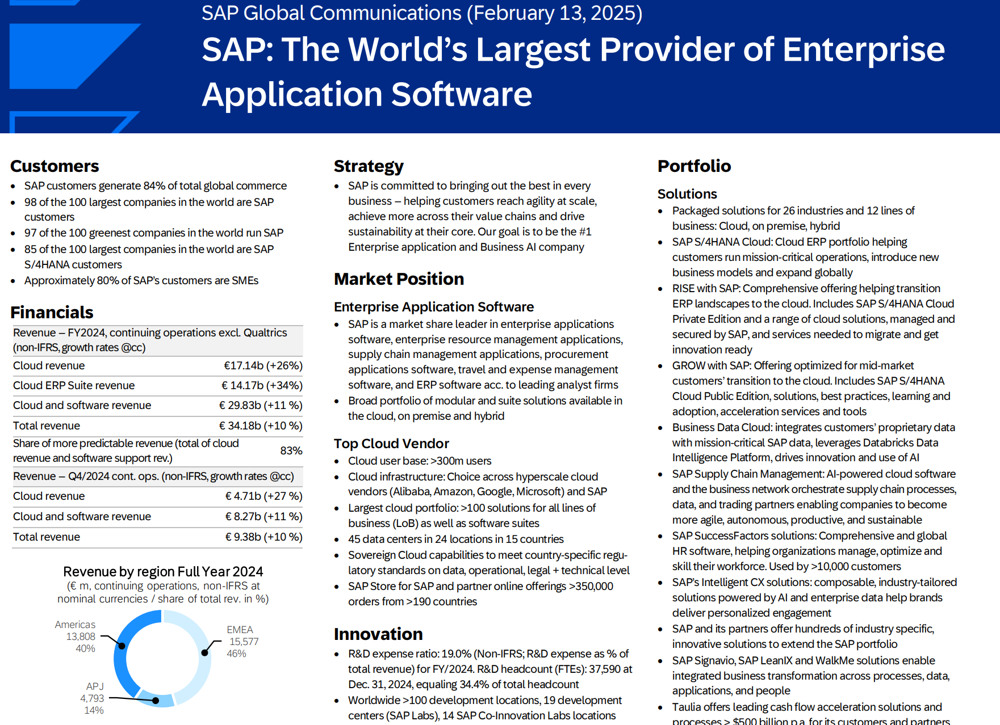 SAP Global Communications (February 13, 2025)
SAP: The World's Largest Provider of Enterprise
Application Software
Customers
• SAP customers generate 84% of total global commerce
• 98 of the 100 largest companies in the world are SAP
customers
• 97 of the 100 greenest companies in the world run SAP
• 85 of the 100 largest companies in the world are SAP
S/4HANA customers
• Approximately 80% of SAP's customers are SMEs
Financials
Revenue – FY2024, continuing operations excl. Qualtrics
(non-IFRS, growth rates @cc)
Cloud revenue €17.14b (+26%)
Cloud ERP Suite revenue € 14.17b (+34%)
Cloud and software revenue € 29.83b (+11 %)
Total revenue € 34.18b (+10 %)
Share of more predictable revenue (total of cloud
revenue and software support rev.) 83%
Revenue – Q4/2024 cont. ops. (non-IFRS, growth rates @cc)
Cloud revenue € 4.71b (+27 %)
Cloud and software revenue € 8.27b (+11 %)
Total revenue € 9.38b (+10 %)
Revenue by region Full Year 2024
(€ m, continuing operations, non-IFRS at
nominal currencies / share of total rev. in %)
Americas
13,808
40%
EMEA
15,577
46%
APJ
4,793
14%
Strategy
• SAP is committed to bringing out the best in every
business – helping customers reach agility at scale,
achieve more across their value chains and drive
sustainability at their core. Our goal is to be the #1
Enterprise application and Business AI company
Market Position
Enterprise Application Software
• SAP is a market share leader in enterprise applications
software, enterprise resource management applications,
supply chain management applications, procurement
applications software, travel and expense management
software, and ERP software acc. to leading analyst firms
• Broad portfolio of modular and suite solutions available in
the cloud, on premise and hybrid
Top Cloud Vendor
• Cloud user base: >300m users
• Cloud infrastructure: Choice across hyperscale cloud
vendors (Alibaba, Amazon, Google, Microsoft) and SAP
• Largest cloud portfolio: >100 solutions for all lines of
business (LoB) as well as software suites
• 45 data centers in 24 locations in 15 countries
• Sovereign Cloud capabilities to meet country-specific regu-
latory standards on data, operational, legal + technical level
• SAP Store for SAP and partner online offerings >350,000
orders from >190 countries
Innovation
• R&D expense ratio: 19.0% (Non-IFRS; R&D expense as % of
total revenue) for FY/2024. R&D headcount (FTEs): 37,590 at
Dec. 31, 2024, equaling 34.4% of total headcount
• Worldwide >100 development locations, 19 development
centers (SAP Labs), 14 SAP Co-Innovation Labs locations
Portfolio
Solutions
• Packaged solutions for 26 industries and 12 lines of
business: Cloud, on premise, hybrid
• SAP S/4HANA Cloud: Cloud ERP portfolio helping
customers run mission-critical operations, introduce new
business models and expand globally
• RISE with SAP: Comprehensive offering helping transition
ERP landscapes to the cloud. Includes SAP S/4HANA Cloud
Private Edition and a range of cloud solutions, managed and
secured by SAP, and services needed to migrate and get
innovation ready
• GROW with SAP: Offering optimized for mid-market
customers' transition to the cloud. Includes SAP S/4HANA
Cloud Public Edition, solutions, best practices, learning and
adoption, acceleration services and tools
• Business Data Cloud: integrates customers' proprietary data
with mission-critical SAP data, leverages Databricks Data
Intelligence Platform, drives innovation and use of AI
• SAP Supply Chain Management: AI-powered cloud software
and the business network orchestrate supply chain processes,
data, and trading partners enabling companies to become
more agile, autonomous, productive, and sustainable
• SAP SuccessFactors solutions: Comprehensive and global
HR software, helping organizations manage, optimize and
skill their workforce. Used by >10,000 customers
• SAP's Intelligent CX solutions: composable, industry-tailored
solutions powered by AI and enterprise data help brands
deliver personalized engagement
• SAP and its partners offer hundreds of industry specific,
innovative solutions to extend the SAP portfolio
• SAP Signavio, SAP LeanIX and WalkMe solutions enable
integrated business transformation across processes, data,
applications, and people
• Taulia offers leading cash flow acceleration solutions and
processes > $500 billion p.a. for its customers and partners